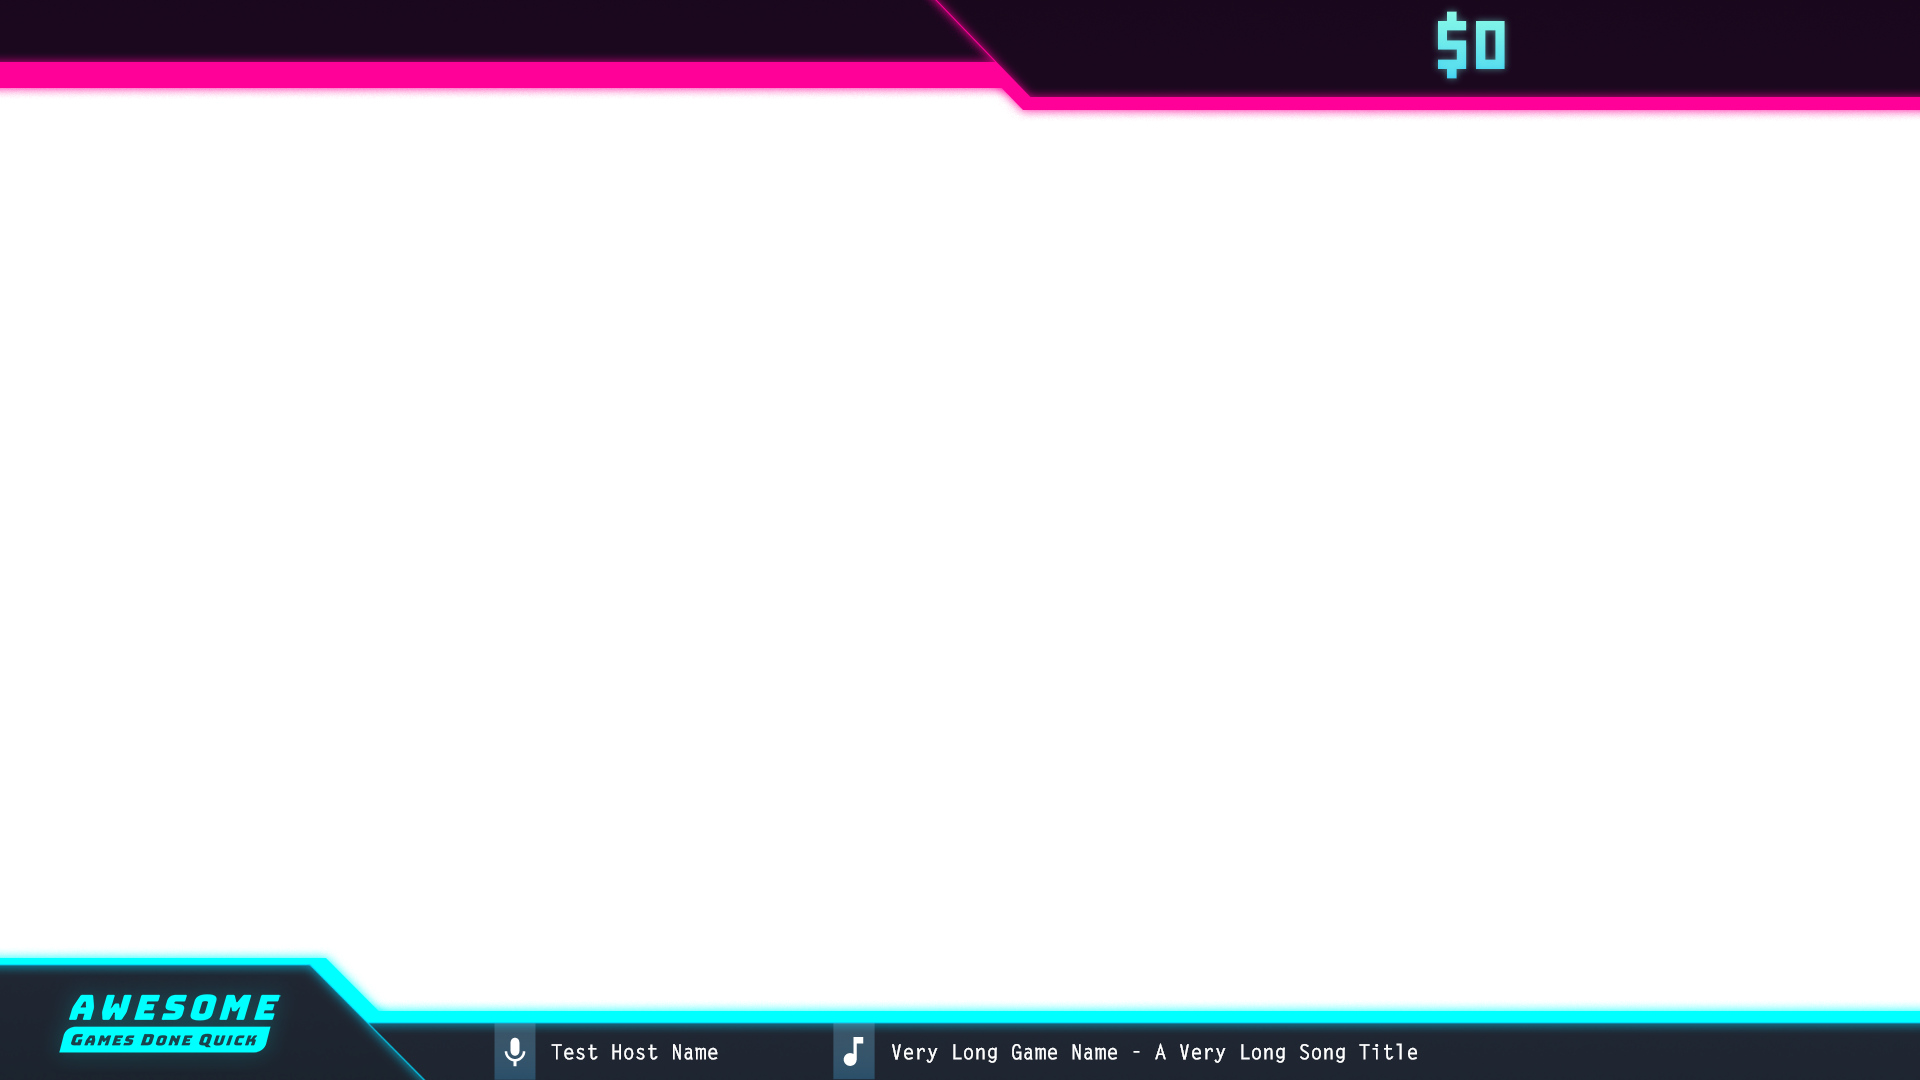 $0
AWESOME
GAMES DONE QUICK
Test Host Name
Very Long Game Name - A Very Long Song Title